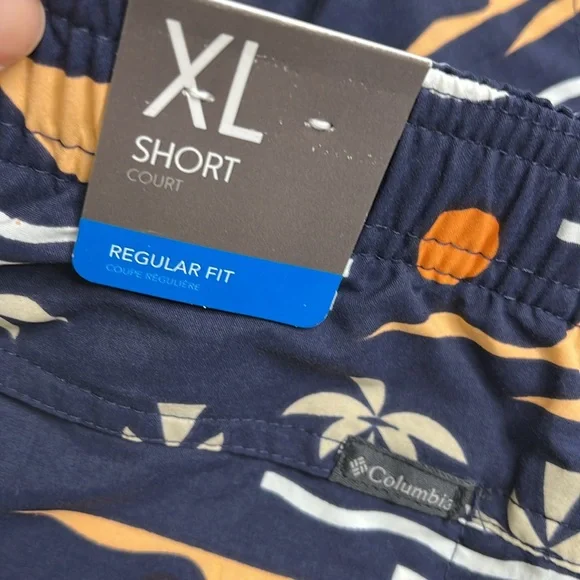 XL
SHORT
COURT
REGULAR FIT
COUPE RÉGULIÈRE
Columbia